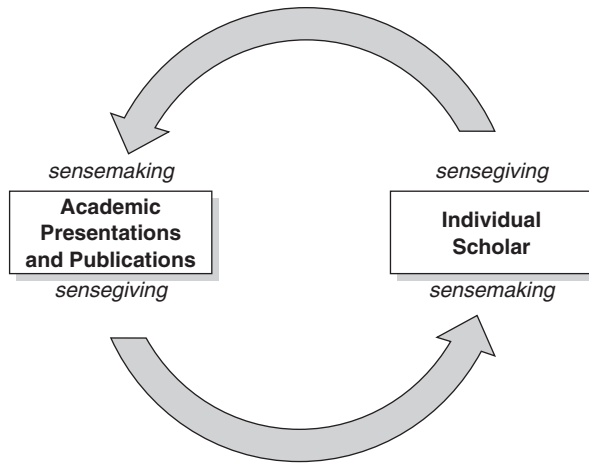 sensemaking
Academic
Presentations
and Publications
sensegiving
sensegiving
Individual
Scholar
sensemaking